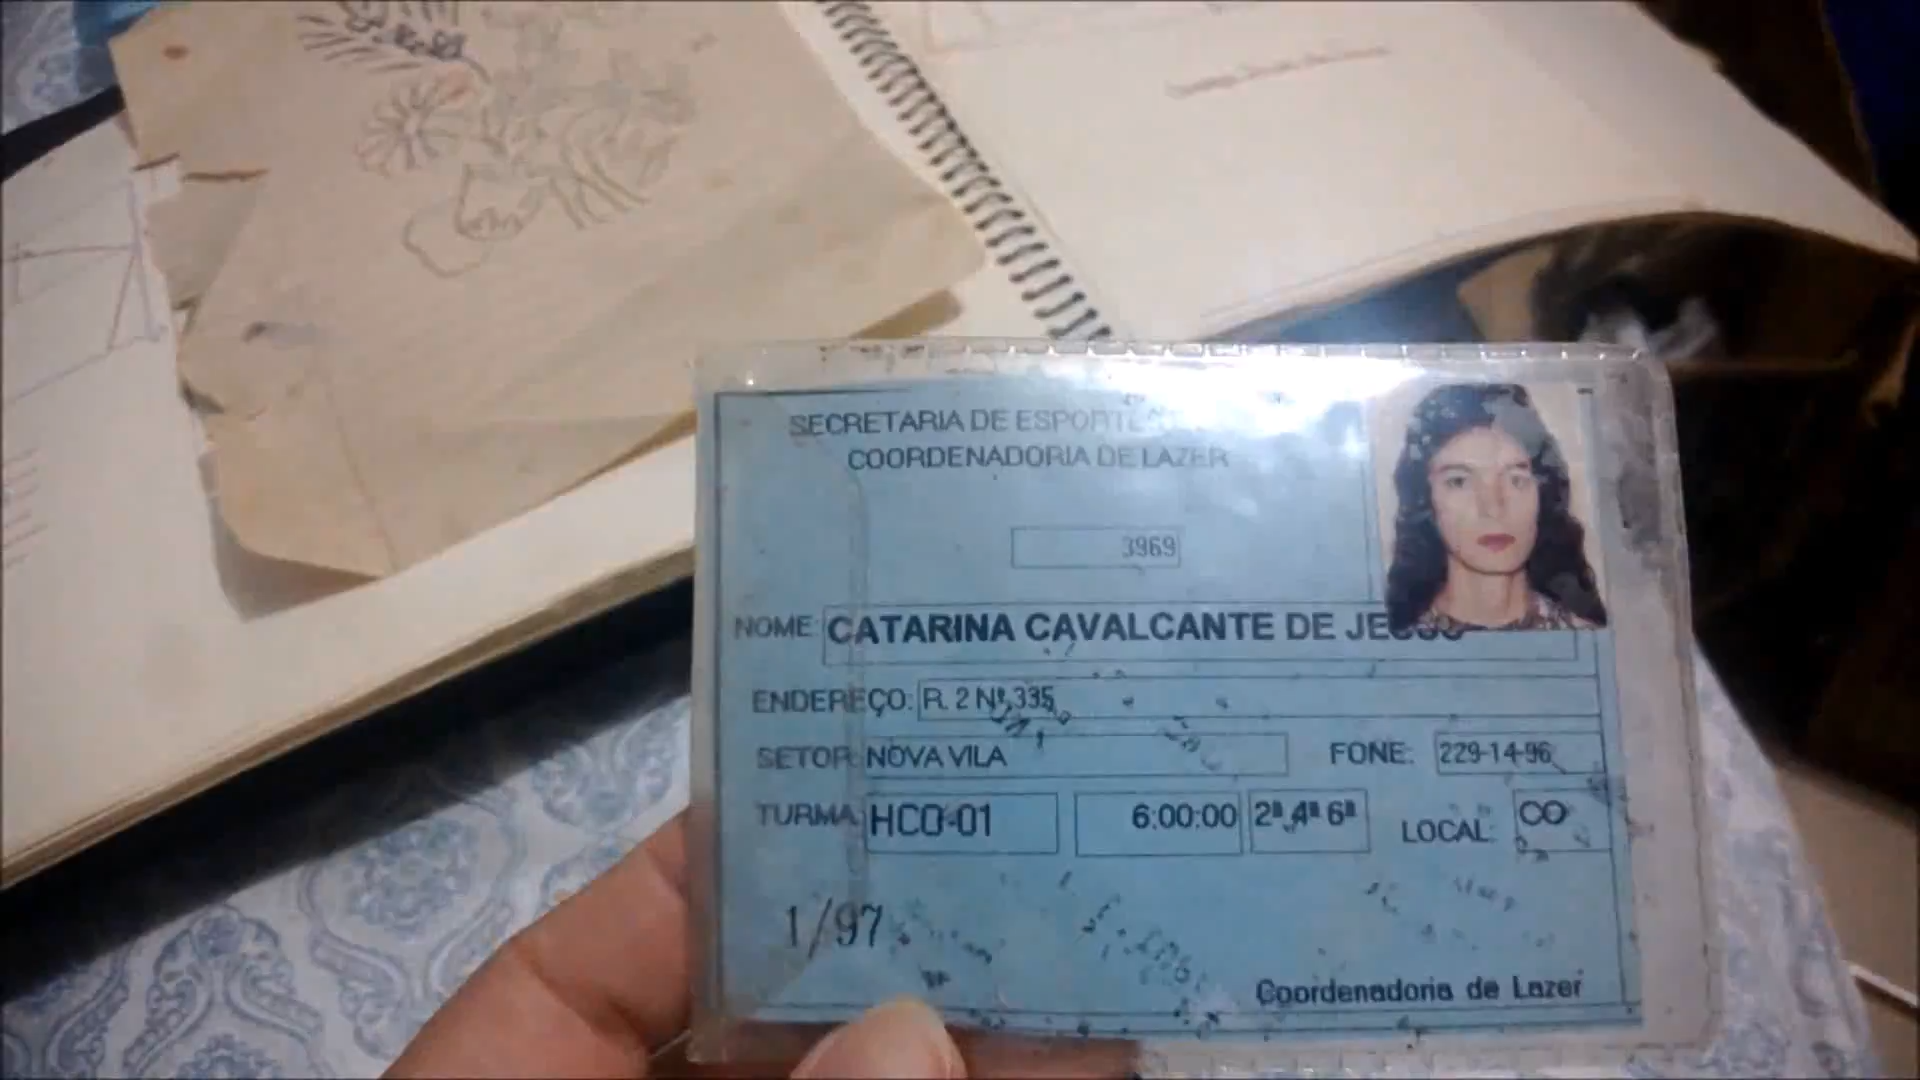 SECRETARIA DE ESPORTE
COORDENADORIA DE LAZER
3969
NOME: CATARINA CAVALCANTE DE JESUS
ENDEREÇO: R. 2 Nº 335
SETOR: NOVA VILA FONE: 229-14-96
TURMA: HCO-01 6:00:00 2ª 4ª 6ª LOCAL: CO
1/97
Coordenadoria de Lazer